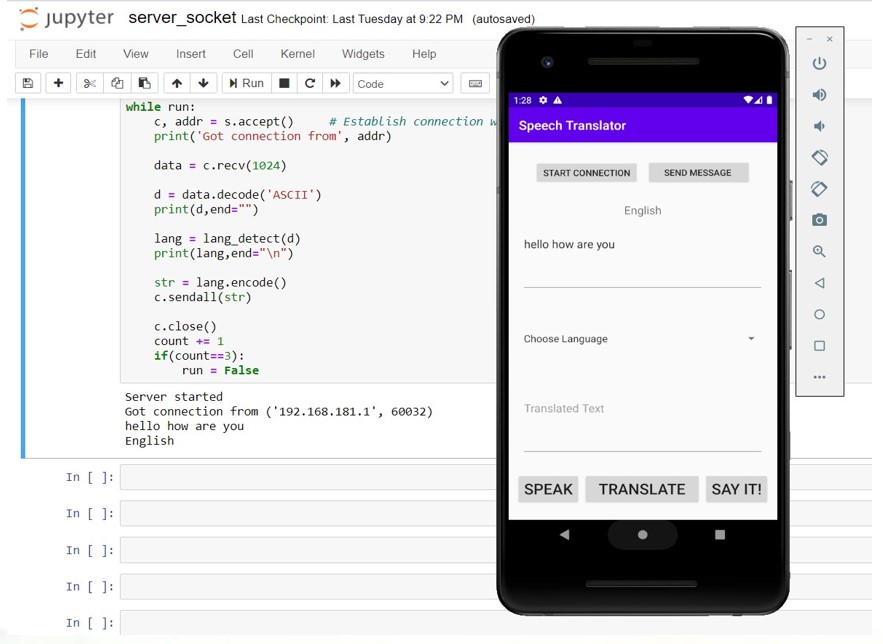 jupyter server_socket Last Checkpoint: Last Tuesday at 9:22 PM (autosaved)
File Edit View Insert Cell Kernel Widgets Help
Run Code
while run:
c, addr = s.accept() # Establish connection w
print('Got connection from', addr)
data = c.recv(1024)
d = data.decode('ASCII')
print(d,end="")
lang = lang_detect(d)
print(lang,end="\n")
str = lang.encode()
c.sendall(str)
c.close()
count += 1
if(count==3):
run = False
Server started
Got connection from ('192.168.181.1', 60032)
hello how are you
English
In [ ]:
In [ ]:
In [ ]:
In [ ]:
In [ ]:
1:28
Speech Translator
START CONNECTION SEND MESSAGE
English
hello how are you
Choose Language
Translated Text
SPEAK TRANSLATE SAY IT!